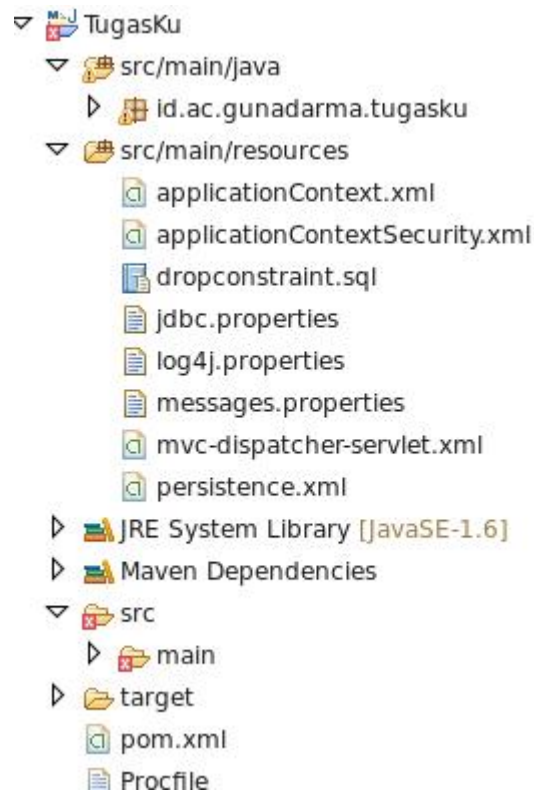 TugasKu
src/main/java
id.ac.gunadarma.tugasku
src/main/resources
applicationContext.xml
applicationContextSecurity.xml
dropconstraint.sql
jdbc.properties
log4j.properties
messages.properties
mvc-dispatcher-servlet.xml
persistence.xml
JRE System Library [JavaSE-1.6]
Maven Dependencies
src
main
target
pom.xml
Procfile